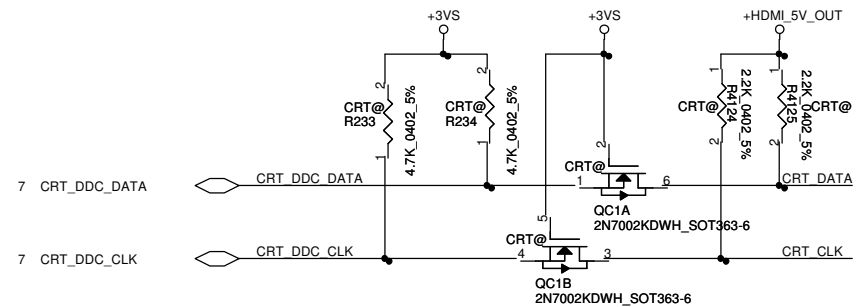 +3VS
+3VS
+HDMI_5V_OUT
2
2
1
1
CRT@
R233
4.7K_0402_5%
CRT@
R234
4.7K_0402_5%
CRT@
R4124
2.2K_0402_5%
R4125
2.2K_0402_5%
CRT@
1
1
2
2
2
CRT@
7 CRT_DDC_DATA
CRT_DDC_DATA
1
6
CRT_DATA
QC1A
2N7002KDWH_SOT363-6
5
CRT@
7 CRT_DDC_CLK
CRT_DDC_CLK
4
3
CRT_CLK
QC1B
2N7002KDWH_SOT363-6